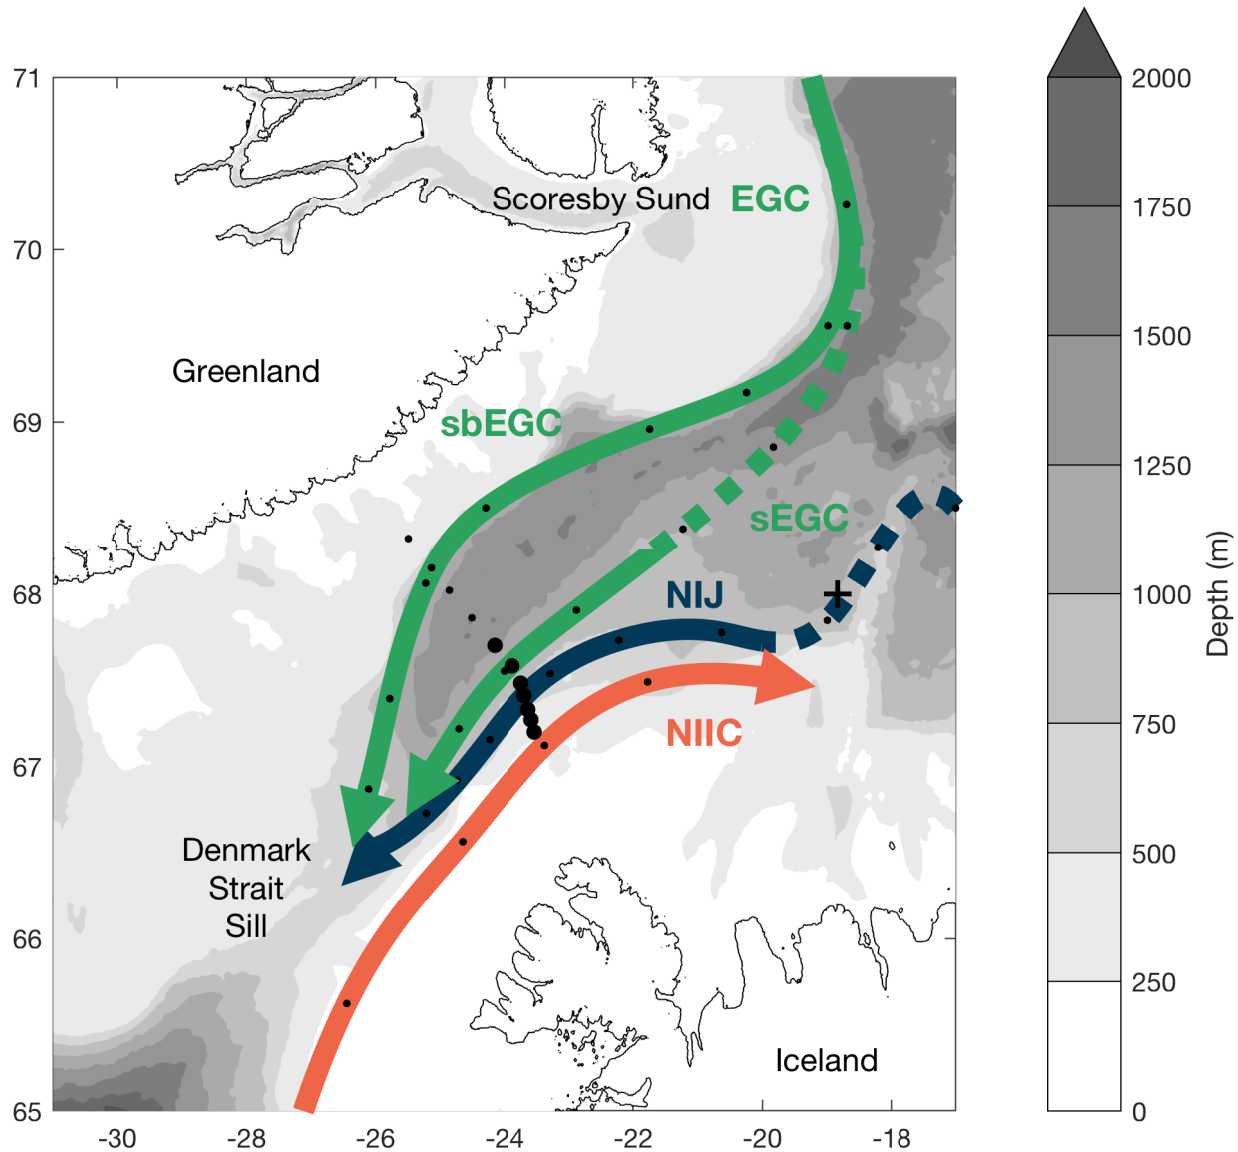 71
70
69
68
67
66
65
-30
-28
-26
-24
-22
-20
-18
Scoresby Sund
EGC
Greenland
sbEGC
sEGC
NIJ
NIIC
Denmark
Strait
Sill
Iceland
2000
1750
1500
1250
1000
750
500
250
0
Depth (m)